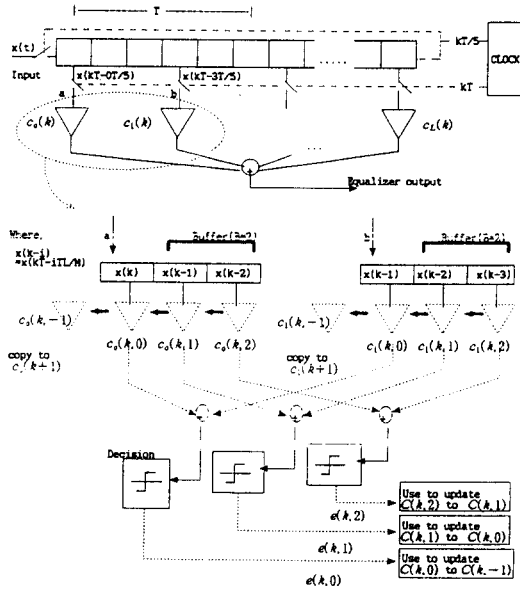 T
x(t)
kT/5
CLOCK
Input
x(kT-0T/5)
x(kT-3T/5)
kT
a
b
c₀(k)
c₁(k)
c_L(k)
+
Equalizer output
Where,
x(k-i)
=x(kT-iTL/M)
a
Buffer(B=2)
Buffer(B=2)
x(k) x(k-1) x(k-2)
x(k-1) x(k-2) x(k-3)
c₀(k,-1)
c₁(k,-1)
c₀(k,0) c₀(k,1) c₀(k,2)
c₁(k,0) c₁(k,1) c₁(k,2)
copy to
copy to
Decision
e(k,2)
Use to update
C(k,2) to C(k,1)
e(k,1)
Use to update
C(k,1) to C(k,0)
e(k,0)
Use to update
C(k,0) to C(k,-1)